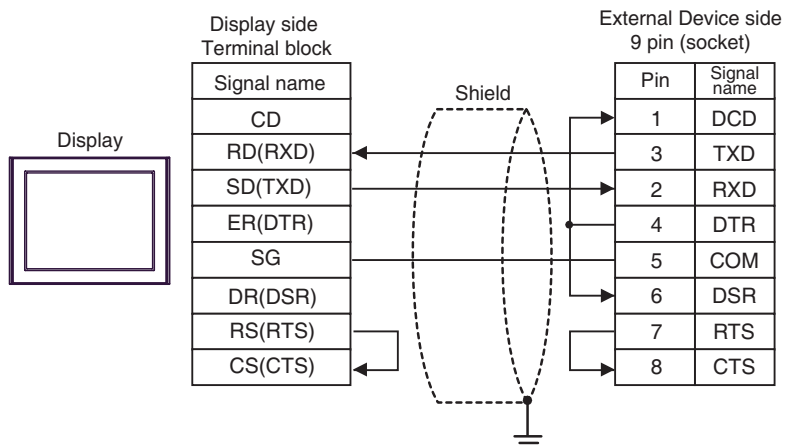 Display side
Terminal block
External Device side
9 pin (socket)
Signal name
Shield
Pin
Signal name
Display
CD
1
DCD
RD(RXD)
3
TXD
SD(TXD)
2
RXD
ER(DTR)
4
DTR
SG
5
COM
DR(DSR)
6
DSR
RS(RTS)
7
RTS
CS(CTS)
8
CTS